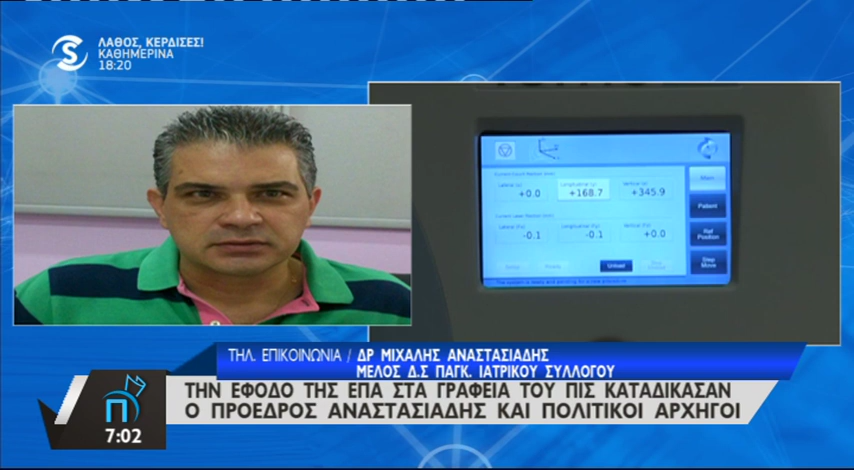 ΛΑΘΟΣ, ΚΕΡΔΙΣΕΣ!
ΚΑΘΗΜΕΡΙΝΑ
18:20
Lateral (x)
+0.0
Longitudinal (y)
+168.7
Vertical (z)
+345.9
-0.1
-0.1
+0.0
Main
Patient
Ref
Position
Step
Move
Unload
ΤΗΛ. ΕΠΙΚΟΙΝΩΝΙΑ / ΔΡ ΜΙΧΑΛΗΣ ΑΝΑΣΤΑΣΙΑΔΗΣ
ΜΕΛΟΣ Δ.Σ ΠΑΓΚ. ΙΑΤΡΙΚΟΥ ΣΥΛΛΟΓΟΥ
ΤΗΝ ΕΦΟΔΟ ΤΗΣ ΕΠΑ ΣΤΑ ΓΡΑΦΕΙΑ ΤΟΥ ΠΙΣ ΚΑΤΑΔΙΚΑΣΑΝ
Ο ΠΡΟΕΔΡΟΣ ΑΝΑΣΤΑΣΙΑΔΗΣ ΚΑΙ ΠΟΛΙΤΙΚΟΙ ΑΡΧΗΓΟΙ
7:02